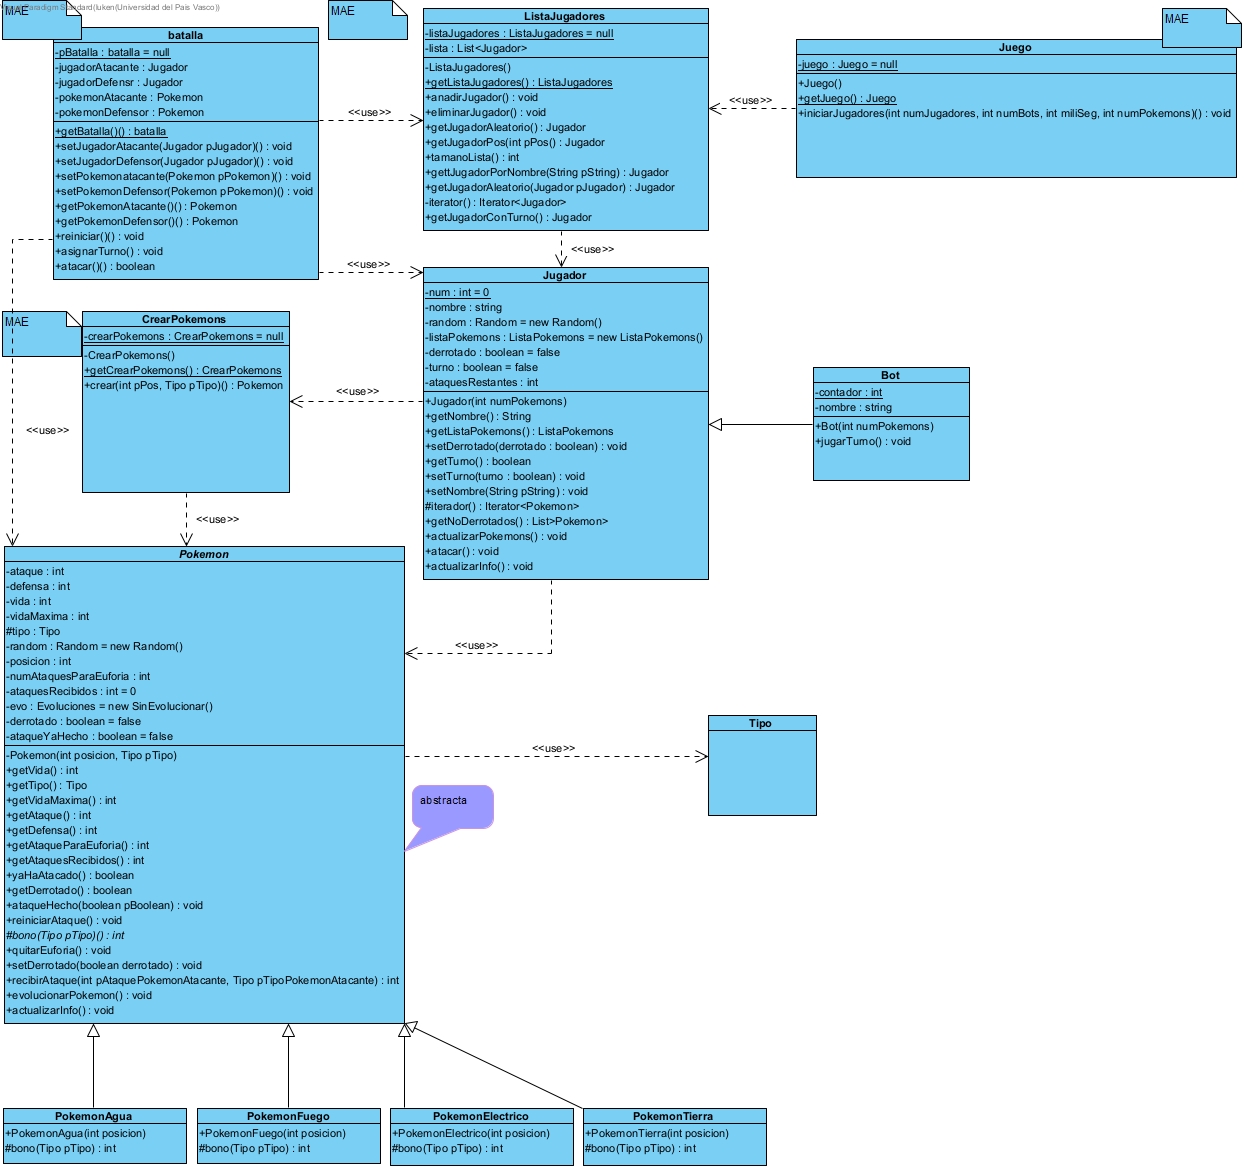 Paradigm Standard(Iuken(Universidad del Pais Vasco))
MAE
batalla
-pBatalla : batalla = null
-jugadorAtacante : Jugador
-jugadorDefensr : Jugador
-pokemonAtacante : Pokemon
-pokemonDefensor : Pokemon
+getBatalla()() : batalla
+setJugadorAtacante(Jugador pJugador)() : void
+setJugadorDefensor(Jugador pJugador)() : void
+setPokemonatacante(Pokemon pPokemon)() : void
+setPokemonDefensor(Pokemon pPokemon)() : void
+getPokemonAtacante()() : Pokemon
+getPokemonDefensor()() : Pokemon
+reiniciar()() : void
+asignarTurno() : void
+atacar()() : boolean
MAE
ListaJugadores
-listaJugadores : ListaJugadores = null
-lista : List<Jugador>
-ListaJugadores()
+getListaJugadores() : ListaJugadores
+anadirJugador() : void
+eliminarJugador() : void
+getJugadorAleatorio() : Jugador
+getJugadorPos(int pPos() : Jugador
+tamanoLista() : int
+gettJugadorPorNombre(String pString) : Jugador
+getJugadorAleatorio(Jugador pJugador) : Jugador
-iterator() : Iterator<Jugador>
+getJugadorConTurno() : Jugador
MAE
Juego
-juego : Juego = null
+Juego()
+getJuego() : Juego
+iniciarJugadores(int numJugadores, int numBots, int miliSeg, int numPokemons)() : void
<<use>>
<<use>>
<<use>>
<<use>>
MAE
CrearPokemons
-crearPokemons : CrearPokemons = null
-CrearPokemons()
+getCrearPokemons() : CrearPokemons
+crear(int pPos, Tipo pTipo)() : Pokemon
Jugador
-num : int = 0
-nombre : string
-random : Random = new Random()
-listaPokemons : ListaPokemons = new ListaPokemons()
-derrotado : boolean = false
-turno : boolean = false
-ataquesRestantes : int
+Jugador(int numPokemons)
+getNombre() : String
+getListaPokemons() : ListaPokemons
+setDerrotado(derrotado : boolean) : void
+getTurno() : boolean
+setTurno(turno : boolean) : void
+setNombre(String pString) : void
#iterador() : Iterator<Pokemon>
+getNoDerrotados() : List>Pokemon>
+actualizarPokemons() : void
+atacar() : void
+actualizarInfo() : void
Bot
-contador : int
-nombre : string
+Bot(int numPokemons)
+jugarTurno() : void
<<use>>
<<use>>
<<use>>
<<use>>
Pokemon
-ataque : int
-defensa : int
-vida : int
-vidaMaxima : int
#tipo : Tipo
-random : Random = new Random()
-posicion : int
-numAtaquesParaEuforia : int
-ataquesRecibidos : int = 0
-evo : Evoluciones = new SinEvolucionar()
-derrotado : boolean = false
-ataqueYaHecho : boolean = false
-Pokemon(int posicion, Tipo pTipo)
+getVida() : int
+getTipo() : Tipo
+getVidaMaxima() : int
+getAtaque() : int
+getDefensa() : int
+getAtaqueParaEuforia() : int
+getAtaquesRecibidos() : int
+yaHaAtacado() : boolean
+getDerrotado() : boolean
+ataqueHecho(boolean pBoolean) : void
+reiniciarAtaque() : void
#bono(Tipo pTipo)() : int
+quitarEuforia() : void
+setDerrotado(boolean derrotado) : void
+recibirAtaque(int pAtaquePokemonAtacante, Tipo pTipoPokemonAtacante) : int
+evolucionarPokemon() : void
+actualizarInfo() : void
<<use>>
Tipo
abstracta
PokemonAgua
+PokemonAgua(int posicion)
#bono(Tipo pTipo) : int
PokemonFuego
+PokemonFuego(int posicion)
#bono(Tipo pTipo) : int
PokemonElectrico
+PokemonElectrico(int posicion)
#bono(Tipo pTipo) : int
PokemonTierra
+PokemonTierra(int posicion)
#bono(Tipo pTipo) : int